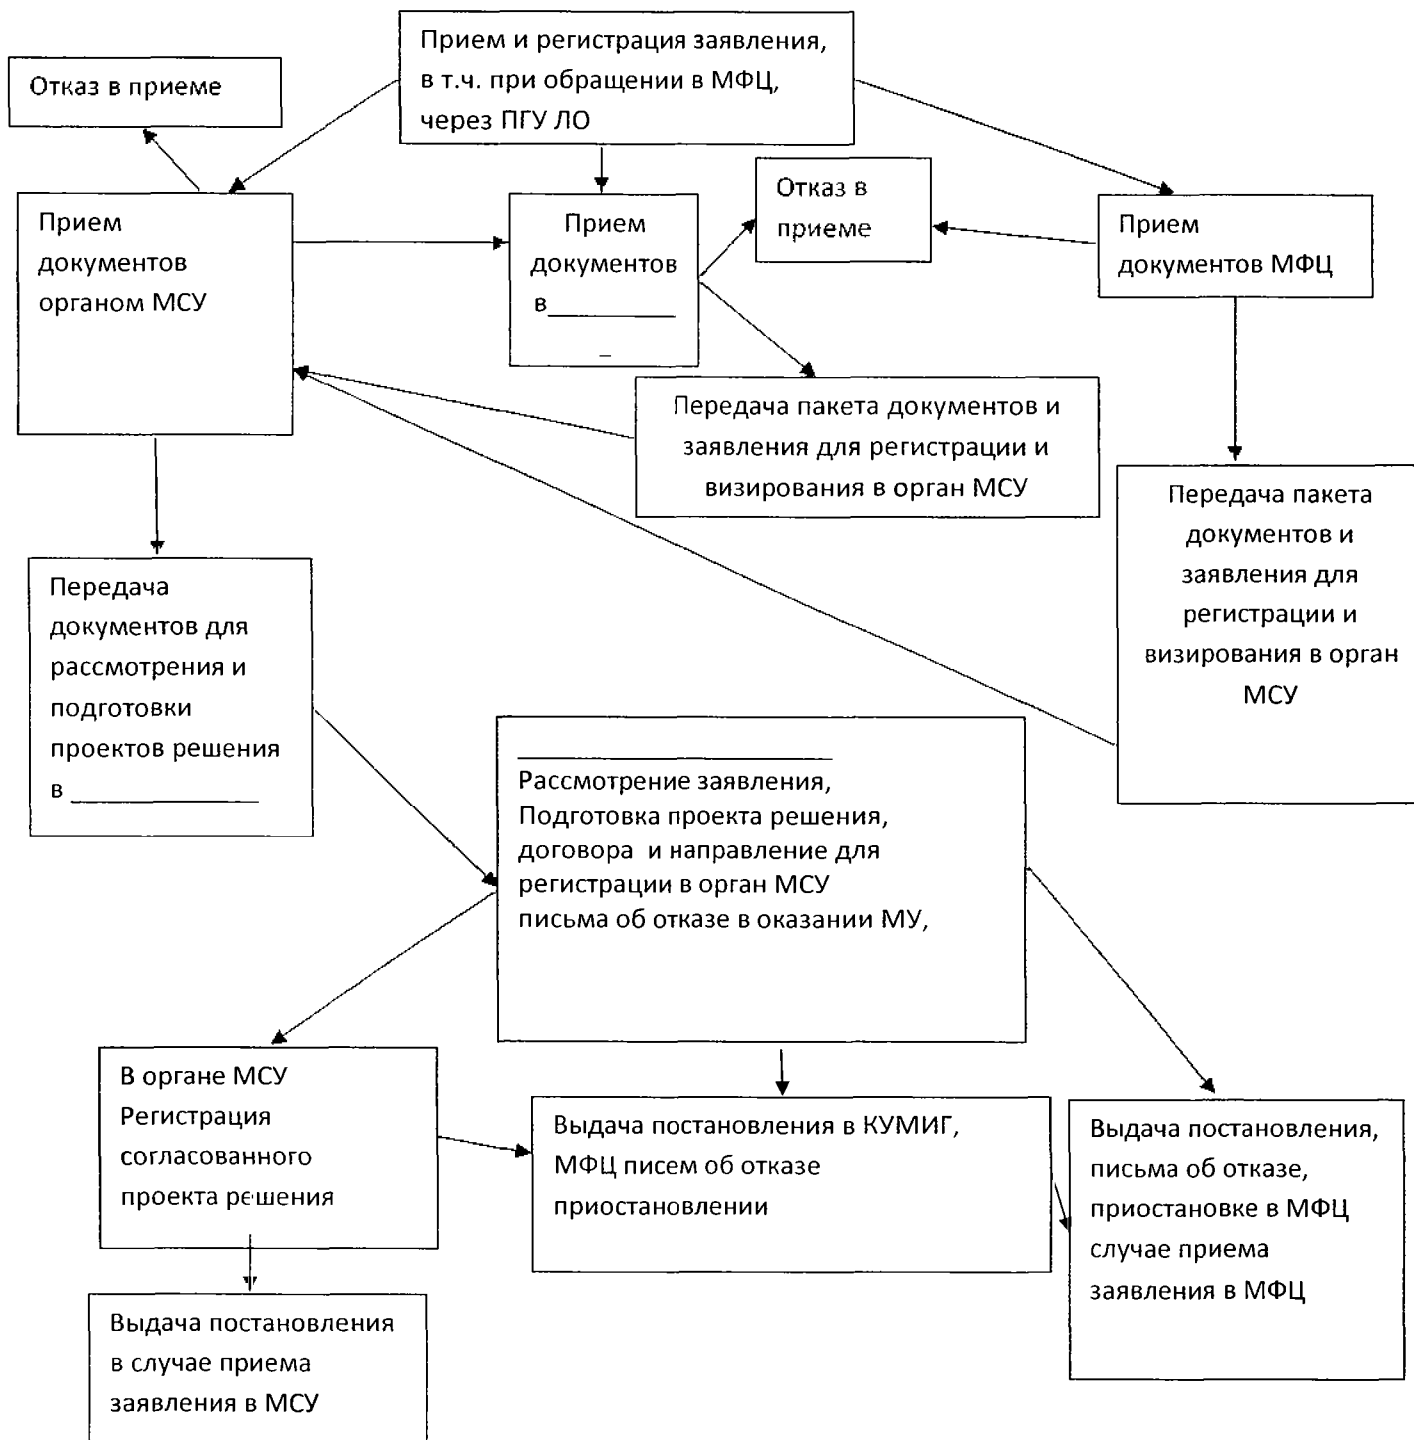 Прием и регистрация заявления,
в т.ч. при обращении в МФЦ,
через ПГУ ЛО
Отказ в приеме
Прием
документов
органом МСУ
Прием
документов
в__________
_
Отказ в
приеме
Прием
документов МФЦ
Передача пакета документов и
заявления для регистрации и
визирования в орган МСУ
Передача пакета
документов и
заявления для
регистрации и
визирования в орган
МСУ
Передача
документов для
рассмотрения и
подготовки
проектов решения
в ______________
________________________
Рассмотрение заявления,
Подготовка проекта решения,
договора и направление для
регистрации в орган МСУ
письма об отказе в оказании МУ,
В органе МСУ
Регистрация
согласованного
проекта решения
Выдача постановления в КУМИГ,
МФЦ писем об отказе
приостановлении
Выдача постановления,
письма об отказе,
приостановке в МФЦ
случае приема
заявления в МФЦ
Выдача постановления
в случае приема
заявления в МСУ